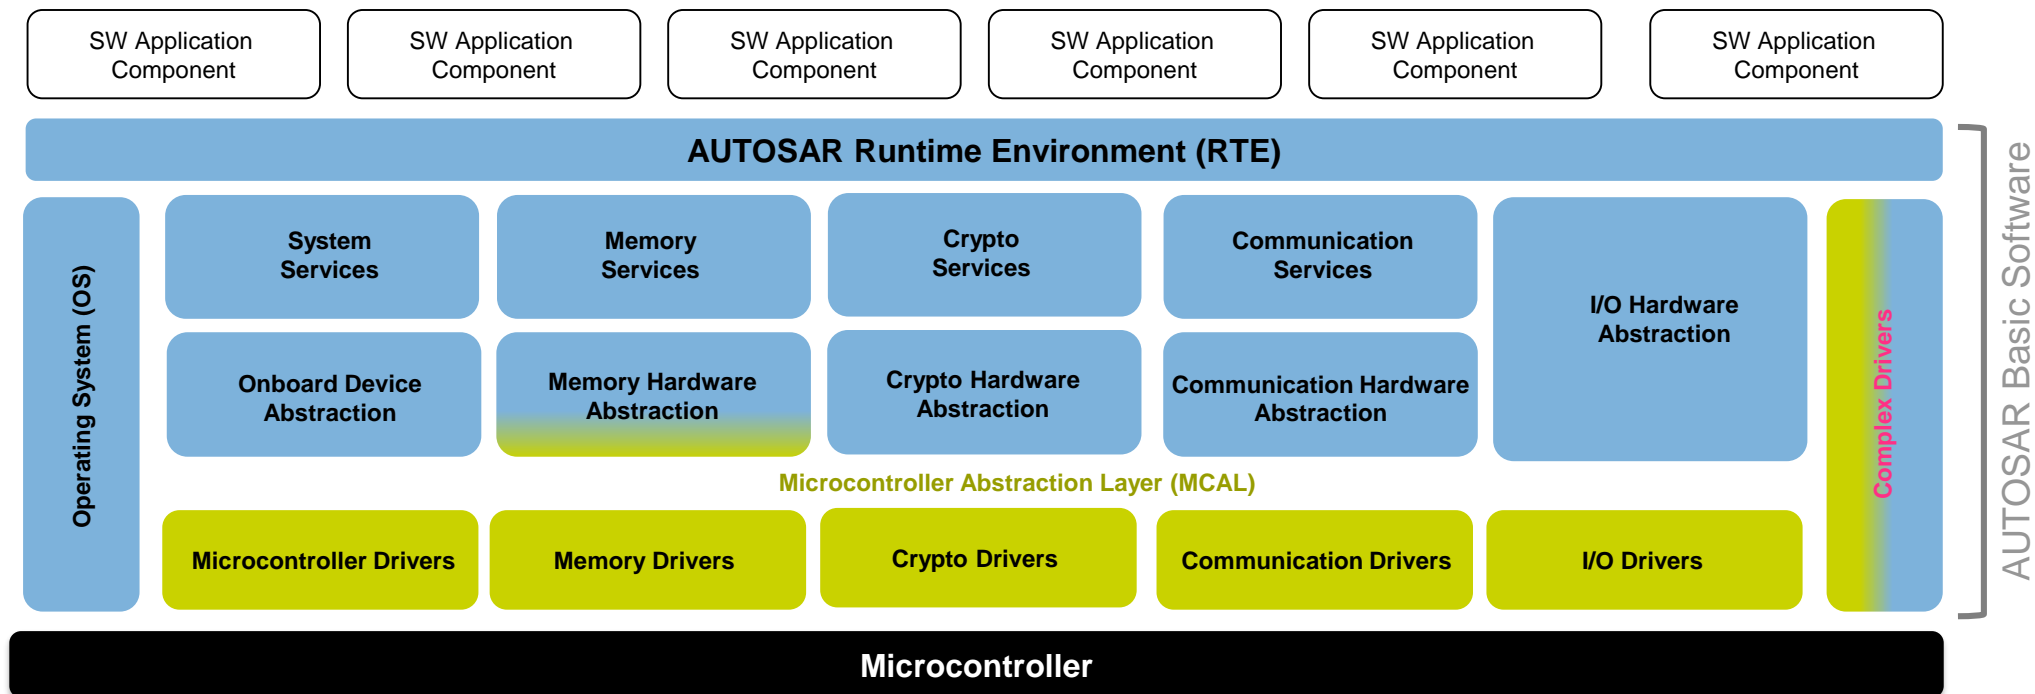 SW Application
Component
SW Application
Component
SW Application
Component
SW Application
Component
SW Application
Component
SW Application
Component
AUTOSAR Runtime Environment (RTE)
Operating System (OS)
System
Services
Memory
Services
Crypto
Services
Communication
Services
I/O Hardware
Abstraction
Complex Drivers
AUTOSAR Basic Software
Onboard Device
Abstraction
Memory Hardware
Abstraction
Crypto Hardware
Abstraction
Communication Hardware
Abstraction
Microcontroller Abstraction Layer (MCAL)
Microcontroller Drivers
Memory Drivers
Crypto Drivers
Communication Drivers
I/O Drivers
Microcontroller